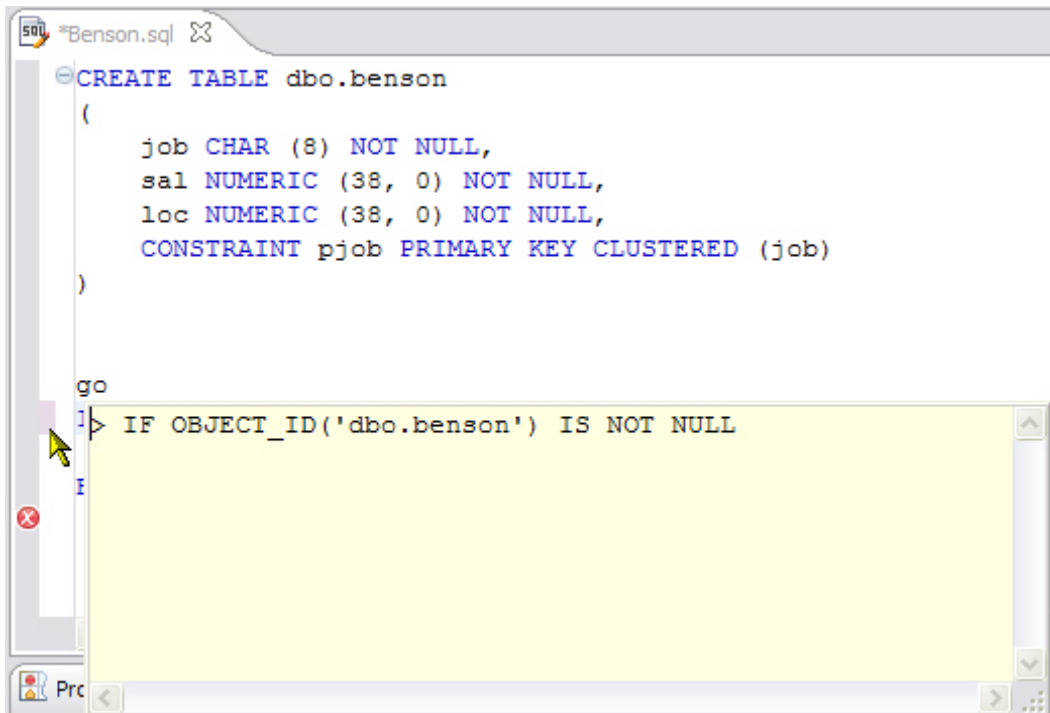 *Benson.sql
CREATE TABLE dbo.benson
(
job CHAR (8) NOT NULL,
sal NUMERIC (38, 0) NOT NULL,
loc NUMERIC (38, 0) NOT NULL,
CONSTRAINT pjob PRIMARY KEY CLUSTERED (job)
)
go
> IF OBJECT_ID('dbo.benson') IS NOT NULL